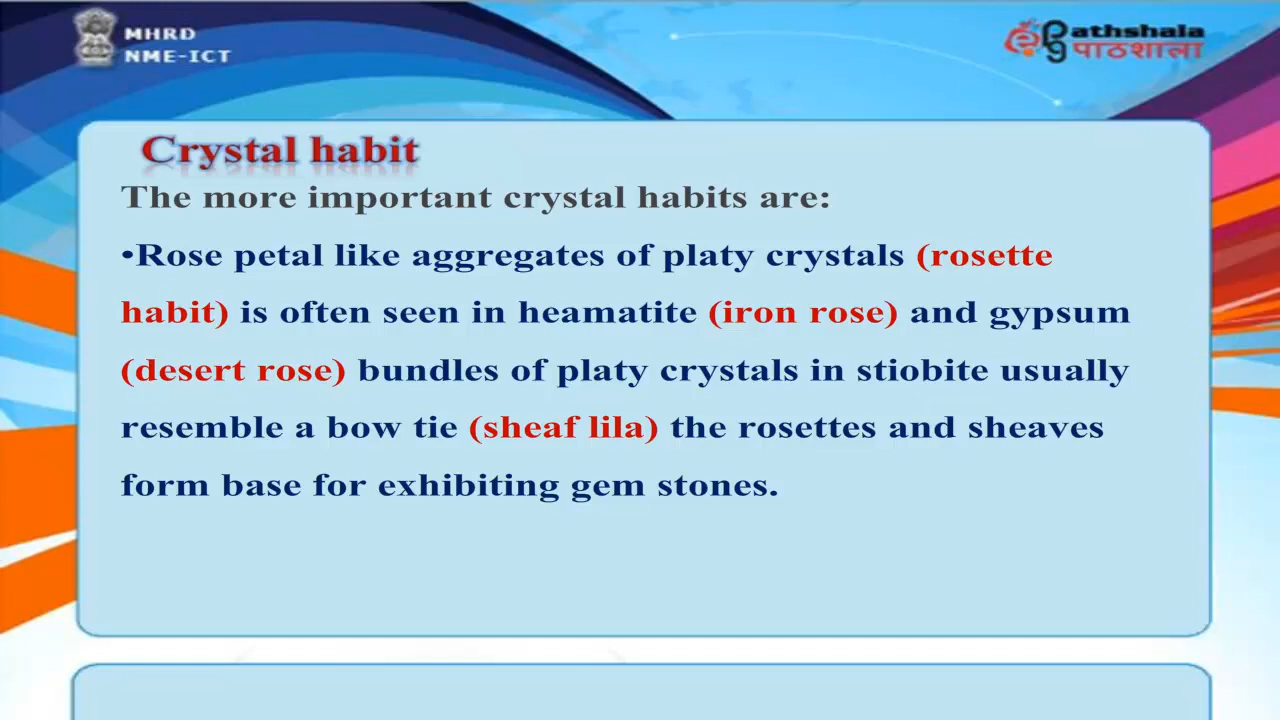 MHRD
NME-ICT
epg athshala
पाठशाला
Crystal habit
The more important crystal habits are:
•Rose petal like aggregates of platy crystals (rosette
habit) is often seen in heamatite (iron rose) and gypsum
(desert rose) bundles of platy crystals in stiobite usually
resemble a bow tie (sheaf lila) the rosettes and sheaves
form base for exhibiting gem stones.